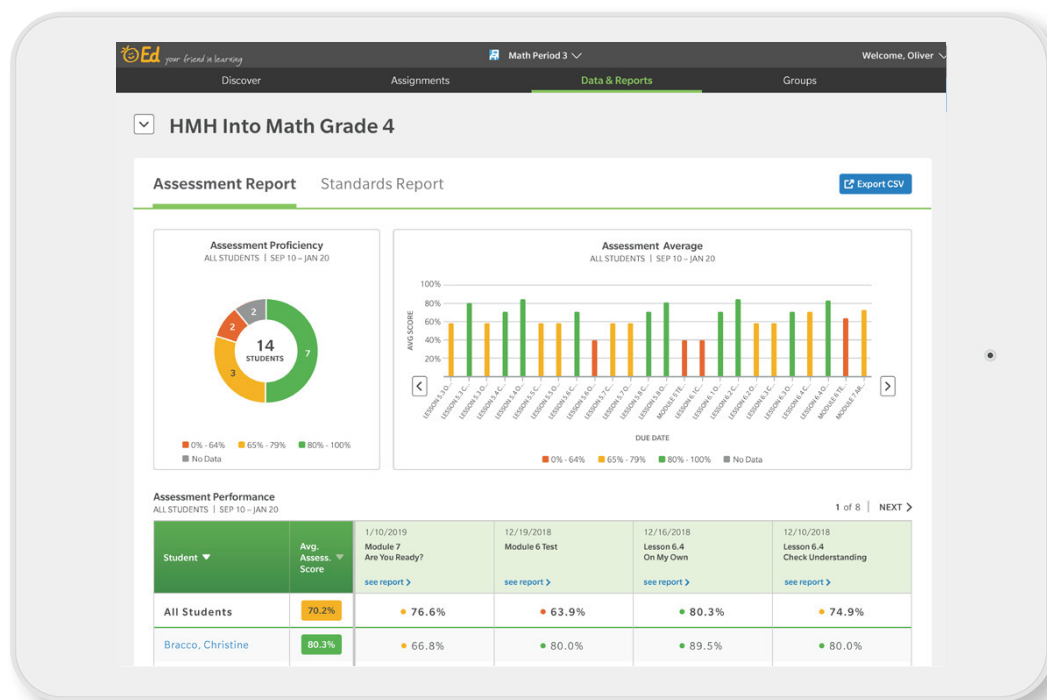 Ed your friend in learning
Math Period 3
Welcome, Oliver
Discover
Assignments
Data & Reports
Groups
HMH Into Math Grade 4
Assessment Report
Standards Report
Export CSV
Assessment Proficiency
ALL STUDENTS | SEP 10 – JAN 20
2
2
7
3
14
STUDENTS
0% - 64%
65% - 79%
80% - 100%
No Data
Assessment Average
ALL STUDENTS | SEP 10 – JAN 20
100%
80%
60%
40%
20%
AVG SCORE
DUE DATE
0% - 64%
65% - 79%
80% - 100%
No Data
Assessment Performance
ALL STUDENTS | SEP 10 – JAN 20
1 of 8 | NEXT
Student
Avg.
Assess.
Score
1/10/2019
Module 7
Are You Ready?
see report
12/19/2018
Module 6 Test
see report
12/16/2018
Lesson 6.4
On My Own
see report
12/10/2018
Lesson 6.4
Check Understanding
see report
All Students
70.2%
76.6%
63.9%
80.3%
74.9%
Bracco, Christine
80.3%
66.8%
80.0%
89.5%
80.0%